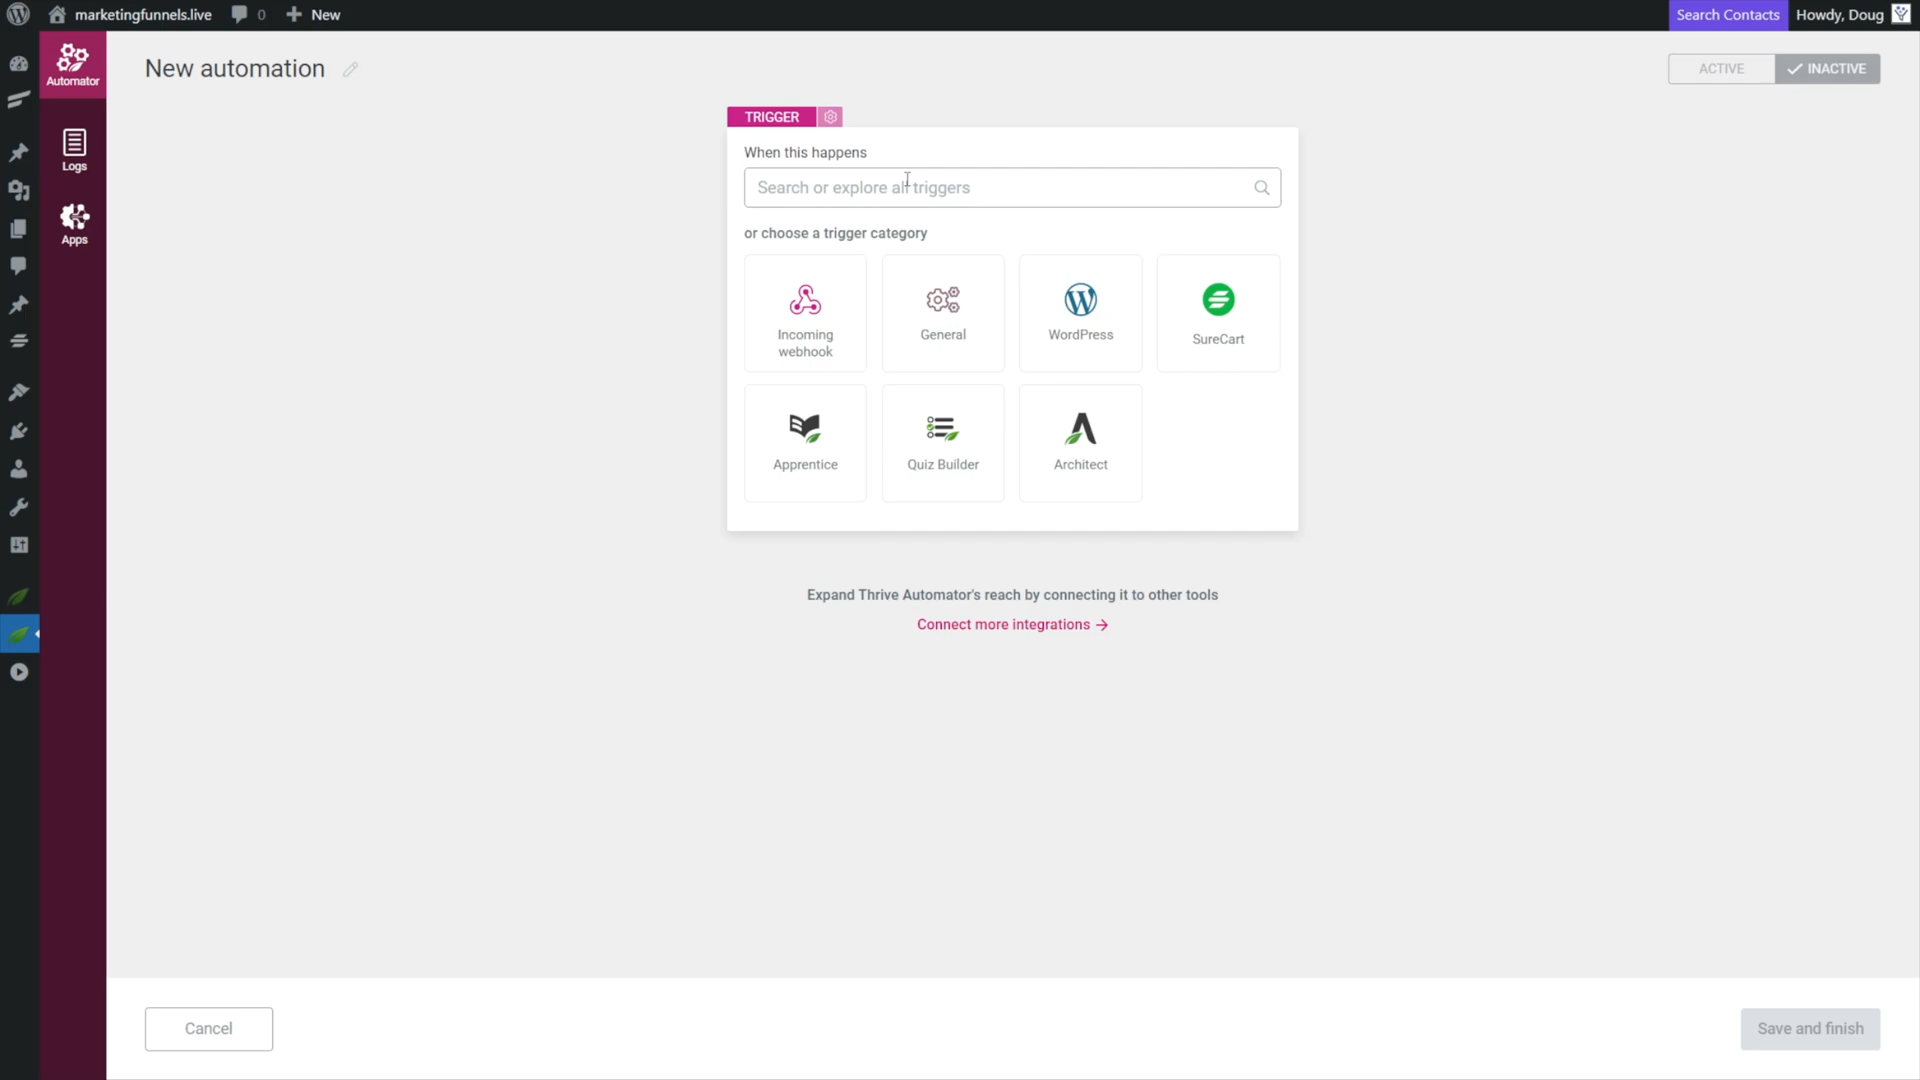 marketingfunnels.live
0
New
Search Contacts
Howdy, Doug
Automator
Logs
Apps
New automation
ACTIVE
INACTIVE
TRIGGER
When this happens
Search or explore all triggers
or choose a trigger category
Incoming
webhook
General
WordPress
SureCart
Apprentice
Quiz Builder
Architect
Expand Thrive Automator's reach by connecting it to other tools
Connect more integrations →
Cancel
Save and finish